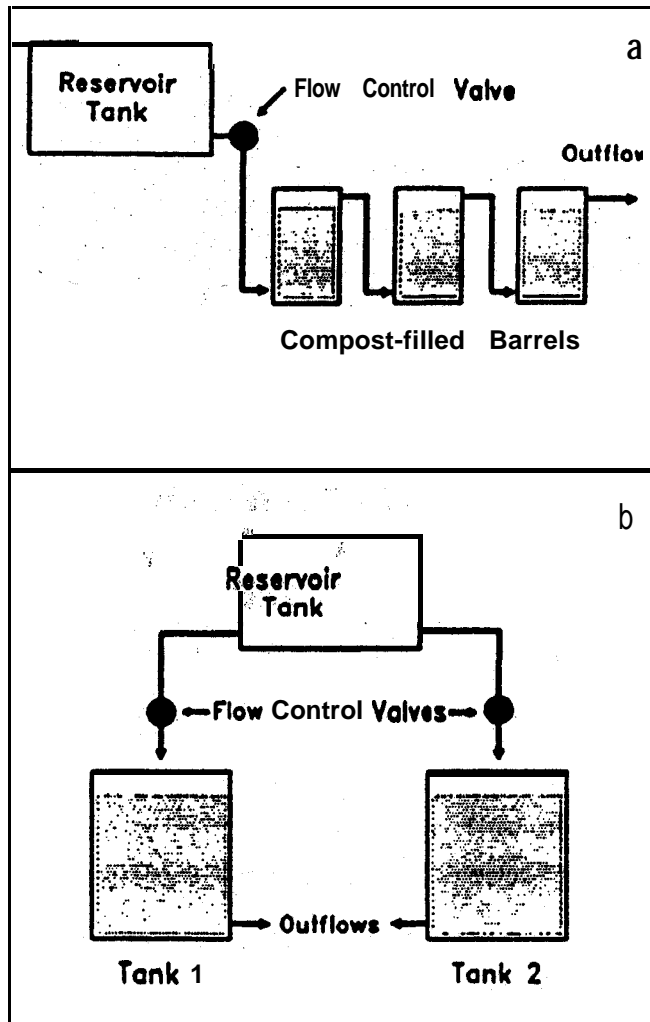 a
Reservoir
Tank
Flow Control Valve
Outflow
Compost-filled Barrels
b
Reservoir
Tank
Flow Control Valves
Outflows
Tank 1
Tank 2